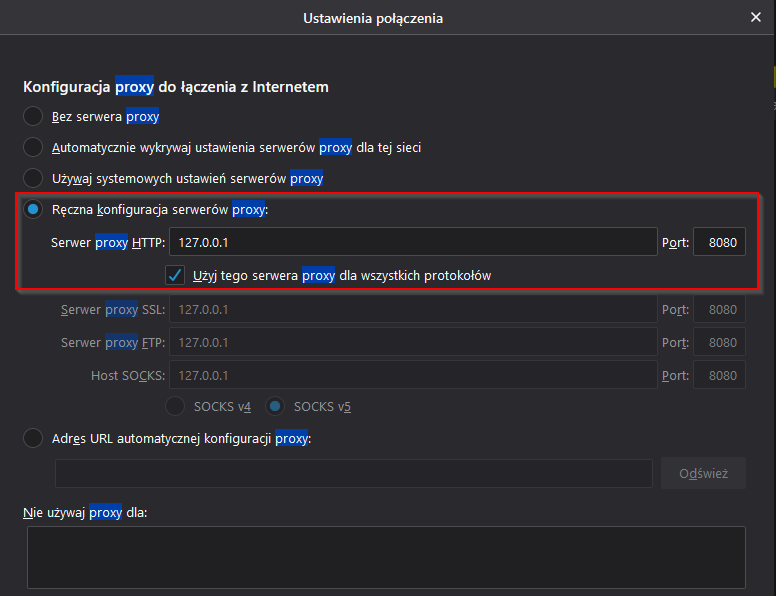 Ustawienia połączenia
Konfiguracja proxy do łączenia z Internetem
Bez serwera proxy
Automatycznie wykrywaj ustawienia serwerów proxy dla tej sieci
Używaj systemowych ustawień serwerów proxy
Ręczna konfiguracja serwerów proxy:
Serwer proxy HTTP: 127.0.0.1 Port: 8080
Użyj tego serwera proxy dla wszystkich protokołów
Serwer proxy SSL: 127.0.0.1 Port: 8080
Serwer proxy FTP: 127.0.0.1 Port: 8080
Host SOCKS: 127.0.0.1 Port: 8080
SOCKS v4 SOCKS v5
Adres URL automatycznej konfiguracji proxy:
Odśwież
Nie używaj proxy dla: